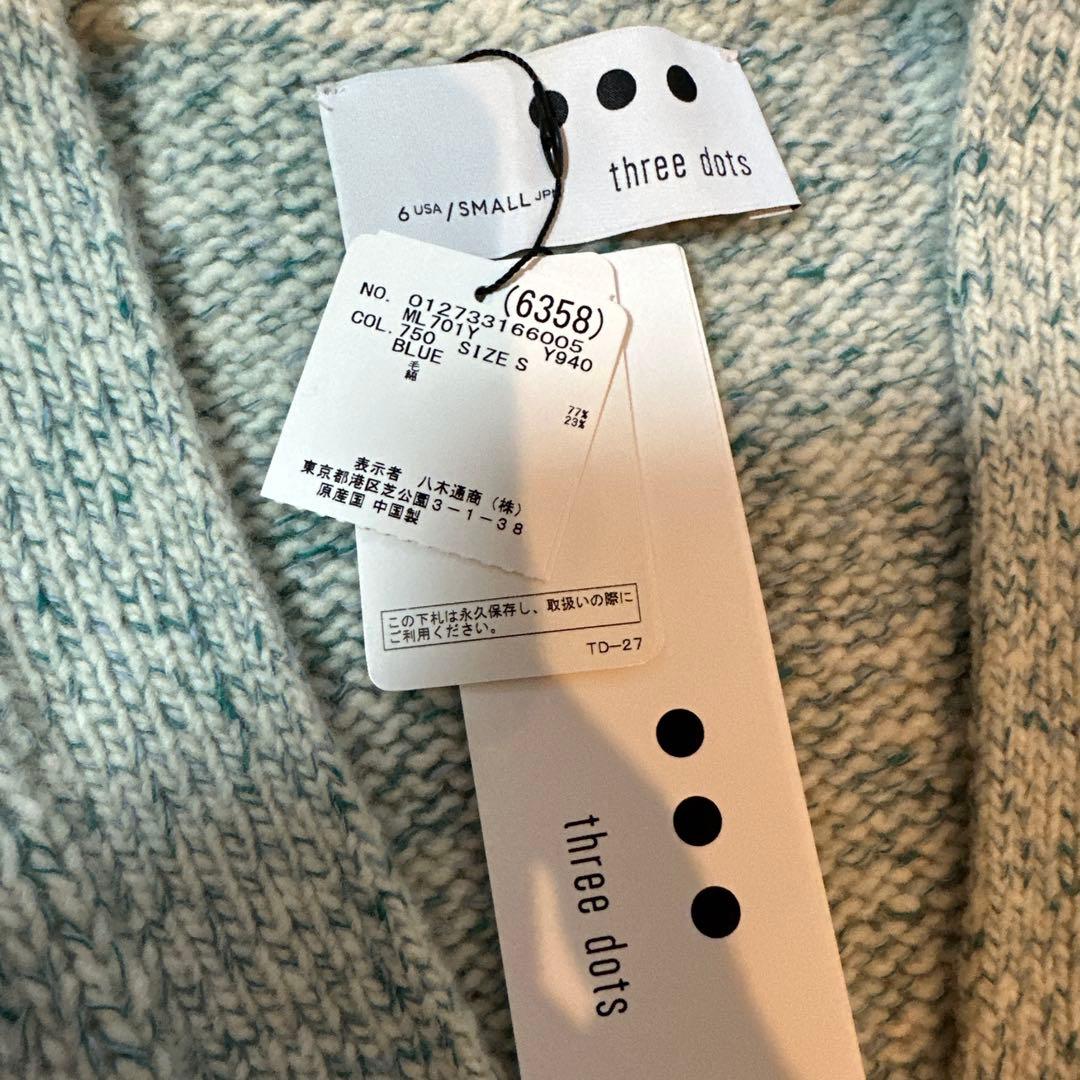 three dots
6 USA / SMALL JPN
(6358)
NO. 012733166005
ML701Y Y940
COL. 750 SIZE S
BLUE
毛 77%
綿 23%
表示者 八木通商(株)
東京都港区芝公園3-1-38
原産国 中国製
この下札は永久保存し、取扱いの際に
ご利用ください。
TD-27
three dots